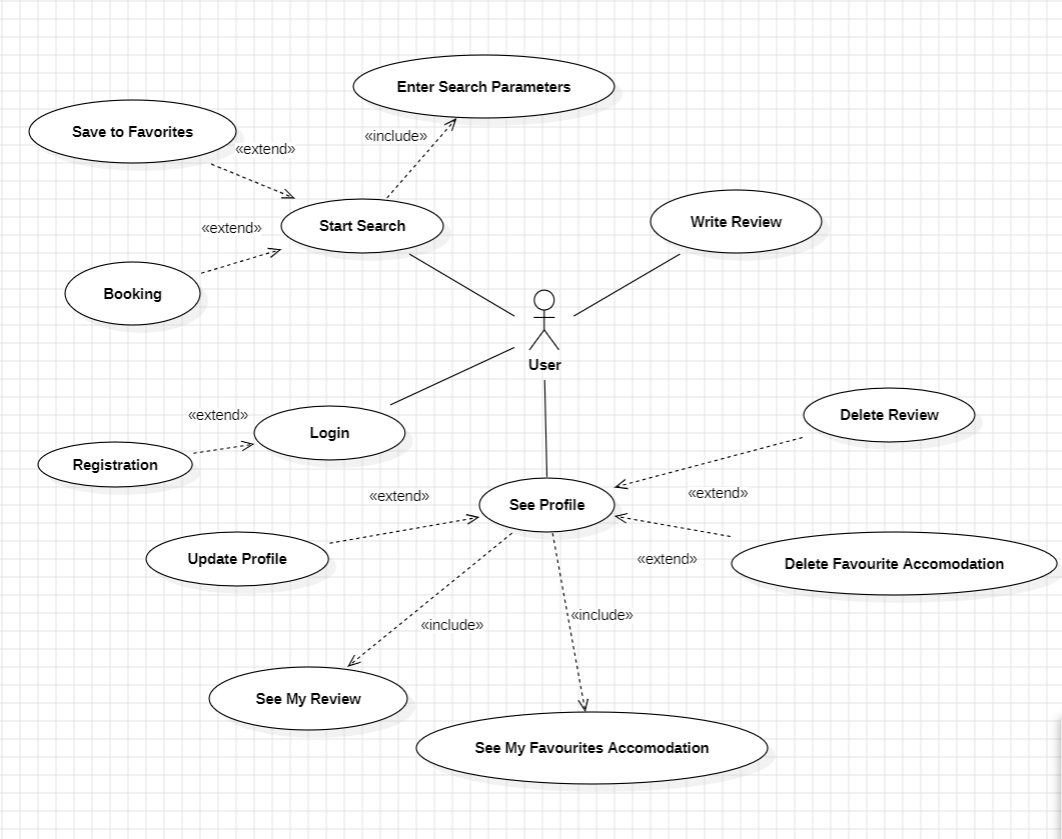 Enter Search Parameters
Save to Favorites
«include»
«extend»
Start Search
Write Review
«extend»
Booking
User
Delete Review
«extend»
Login
Registration
«extend»
«extend»
See Profile
Update Profile
«extend»
Delete Favourite Accomodation
«include»
«include»
See My Review
See My Favourites Accomodation